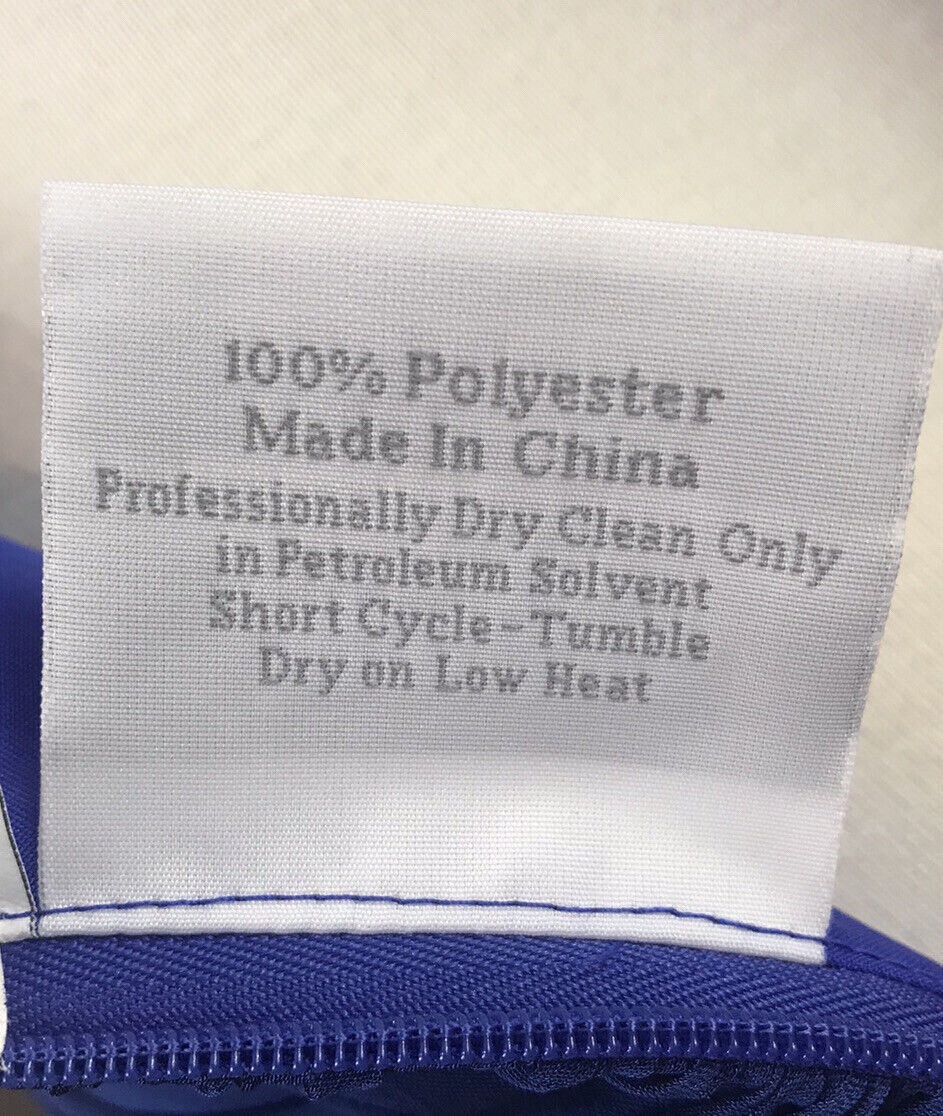 100% Polyester
Made In China
Professionally Dry Clean Only
in Petroleum Solvent
Short Cycle-Tumble
Dry on Low Heat